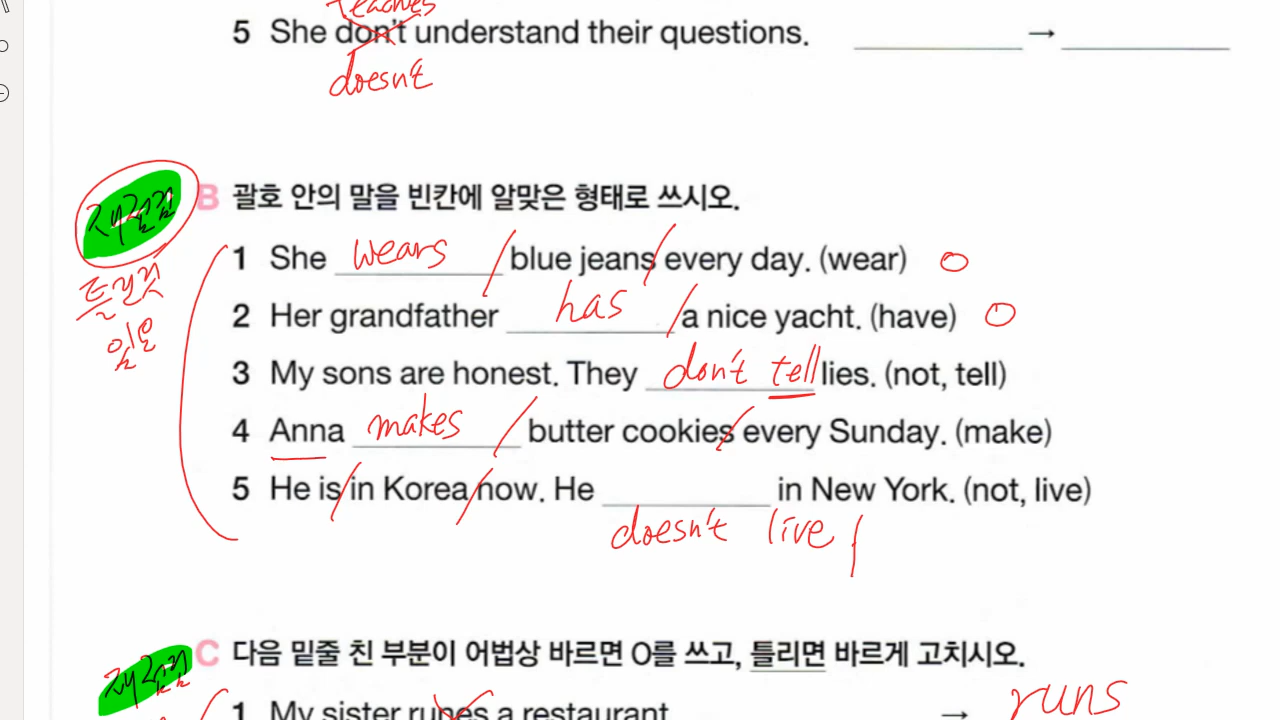 teaches
5 She don't understand their questions. →
doesn't
재점검
B 괄호 안의 말을 빈칸에 알맞은 형태로 쓰시오.
1 She wears blue jeans every day. (wear)
틀린것
있음
2 Her grandfather has a nice yacht. (have)
3 My sons are honest. They don't tell lies. (not, tell)
4 Anna makes butter cookies every Sunday. (make)
5 He is in Korea now. He in New York. (not, live)
doesn't live
C 다음 밑줄 친 부분이 어법상 바르면 O를 쓰고, 틀리면 바르게 고치시오.
재점검
1 My sister runes a restaurant → runs